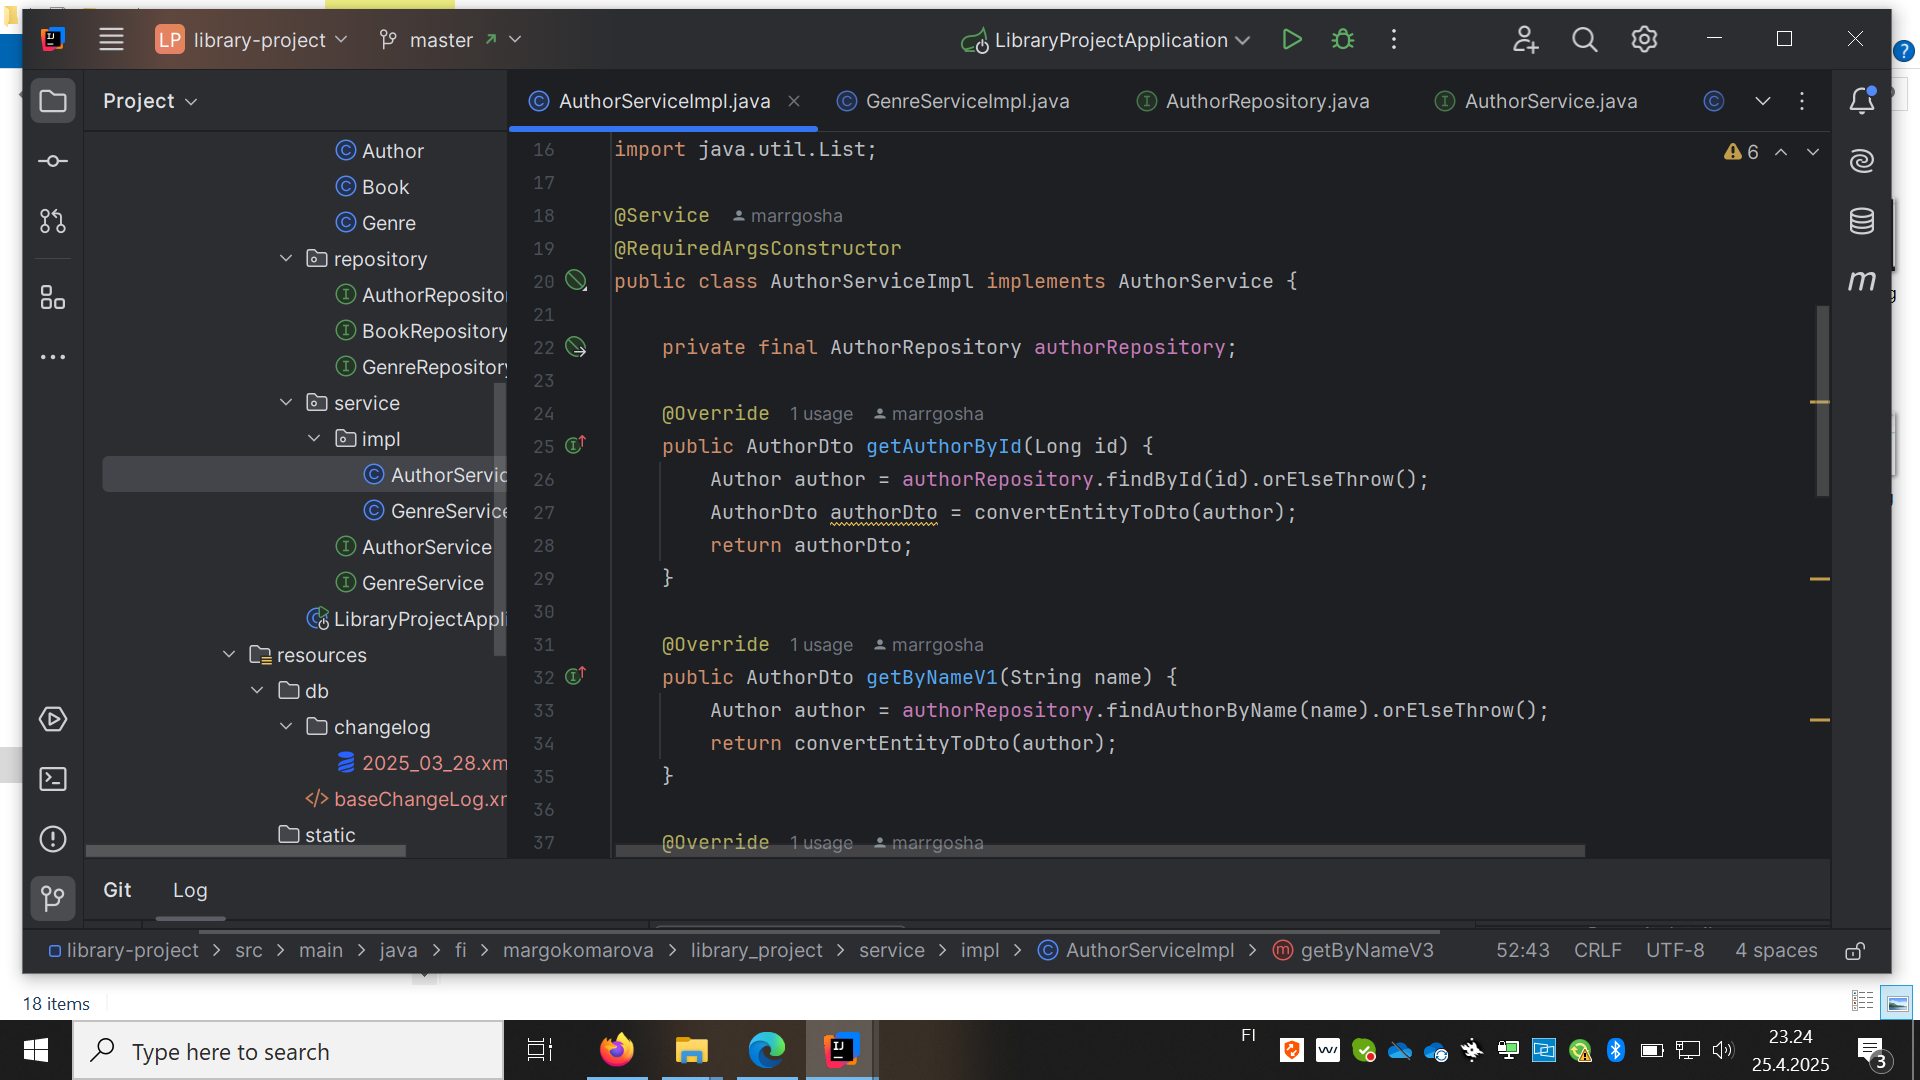 LP library-project
master
LibraryProjectApplication
Project
AuthorServiceImpl.java
GenreServiceImpl.java
AuthorRepository.java
AuthorService.java
Author
Book
Genre
repository
AuthorRepositor
BookRepository
GenreRepository
service
impl
AuthorServic
GenreService
AuthorService
GenreService
LibraryProjectAppli
resources
db
changelog
2025_03_28.xm
baseChangeLog.xm
static
6
16 import java.util.List;
17
18 @Service marrgosha
19 @RequiredArgsConstructor
20 public class AuthorServiceImpl implements AuthorService {
21
22 private final AuthorRepository authorRepository;
23
24 @Override 1 usage marrgosha
25 public AuthorDto getAuthorById(Long id) {
26 Author author = authorRepository.findById(id).orElseThrow();
27 AuthorDto authorDto = convertEntityToDto(author);
28 return authorDto;
29 }
30
31 @Override 1 usage marrgosha
32 public AuthorDto getByNameV1(String name) {
33 Author author = authorRepository.findAuthorByName(name).orElseThrow();
34 return convertEntityToDto(author);
35 }
36
37 @Override 1 usage marrgosha
Git
Log
library-project > src > main > java > fi > margokomarova > library_project > service > impl > AuthorServiceImpl > getByNameV3
52:43
CRLF
UTF-8
4 spaces
18 items
Type here to search
FI
23.24
25.4.2025
3